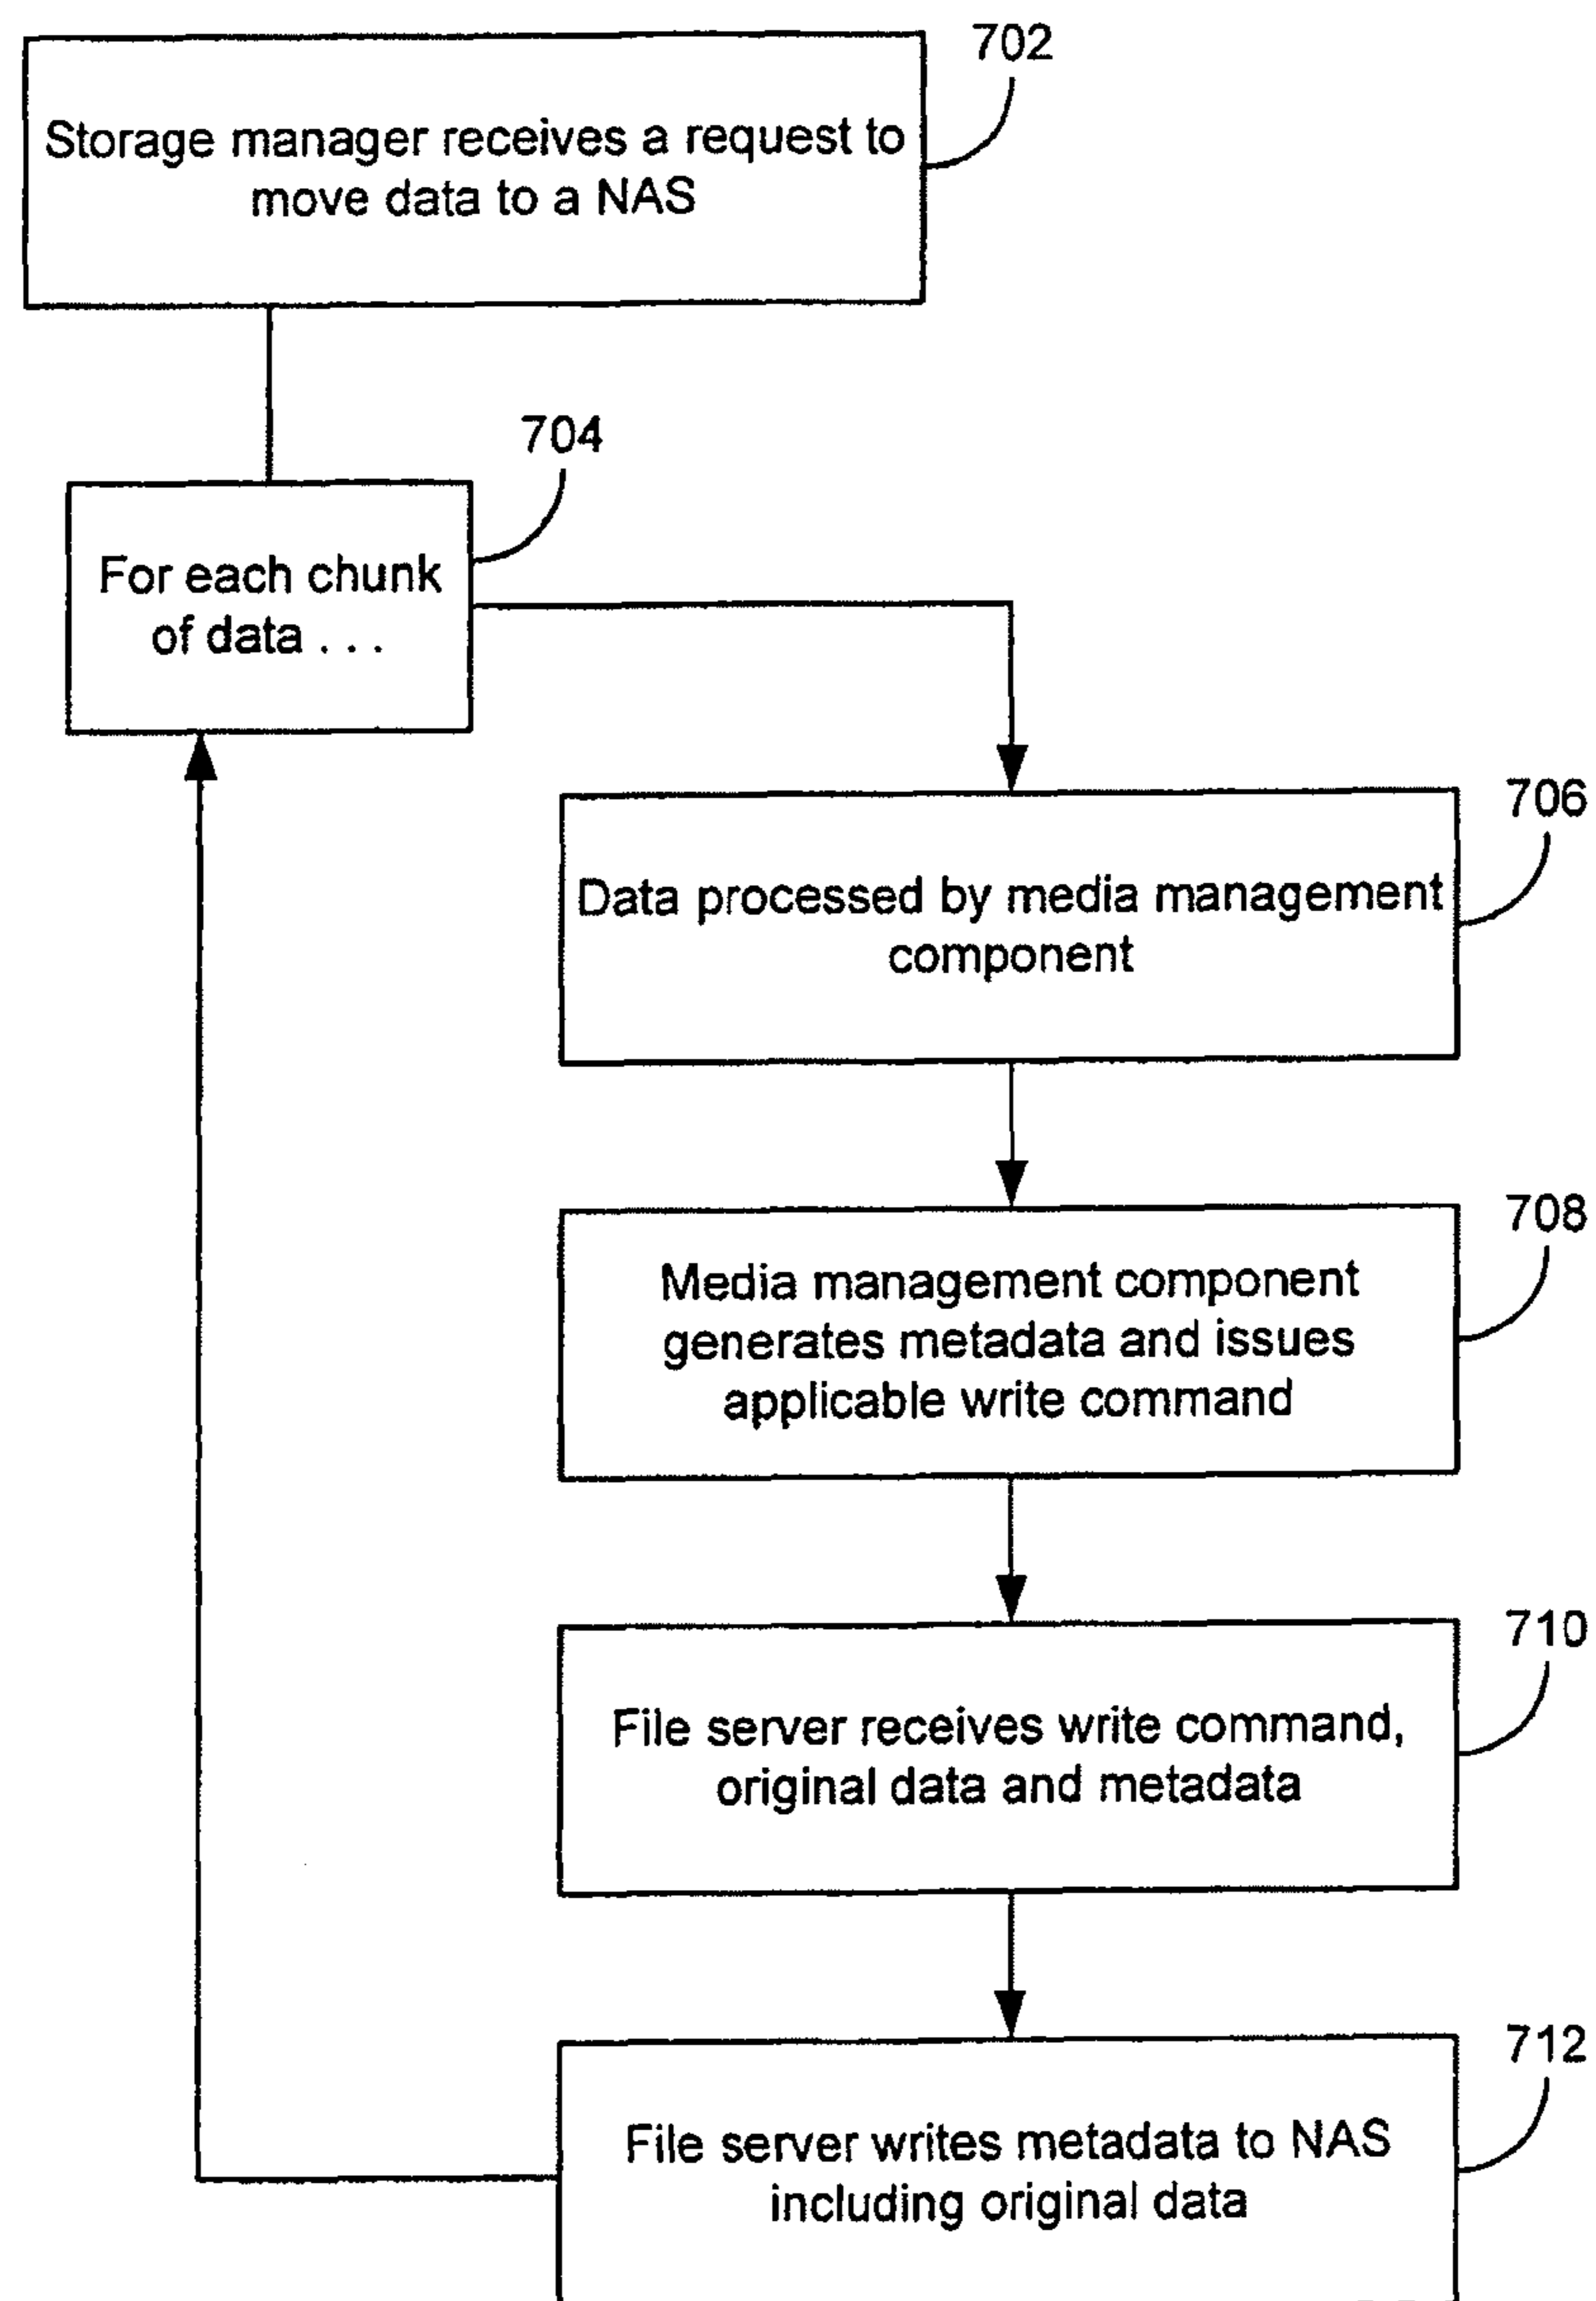 702
Storage manager receives a request to
move data to a NAS
704
For each chunk
of data . . .
706
Data processed by media management
component
708
Media management component
generates metadata and issues
applicable write command
710
File server receives write command,
original data and metadata
712
File server writes metadata to NAS
including original data